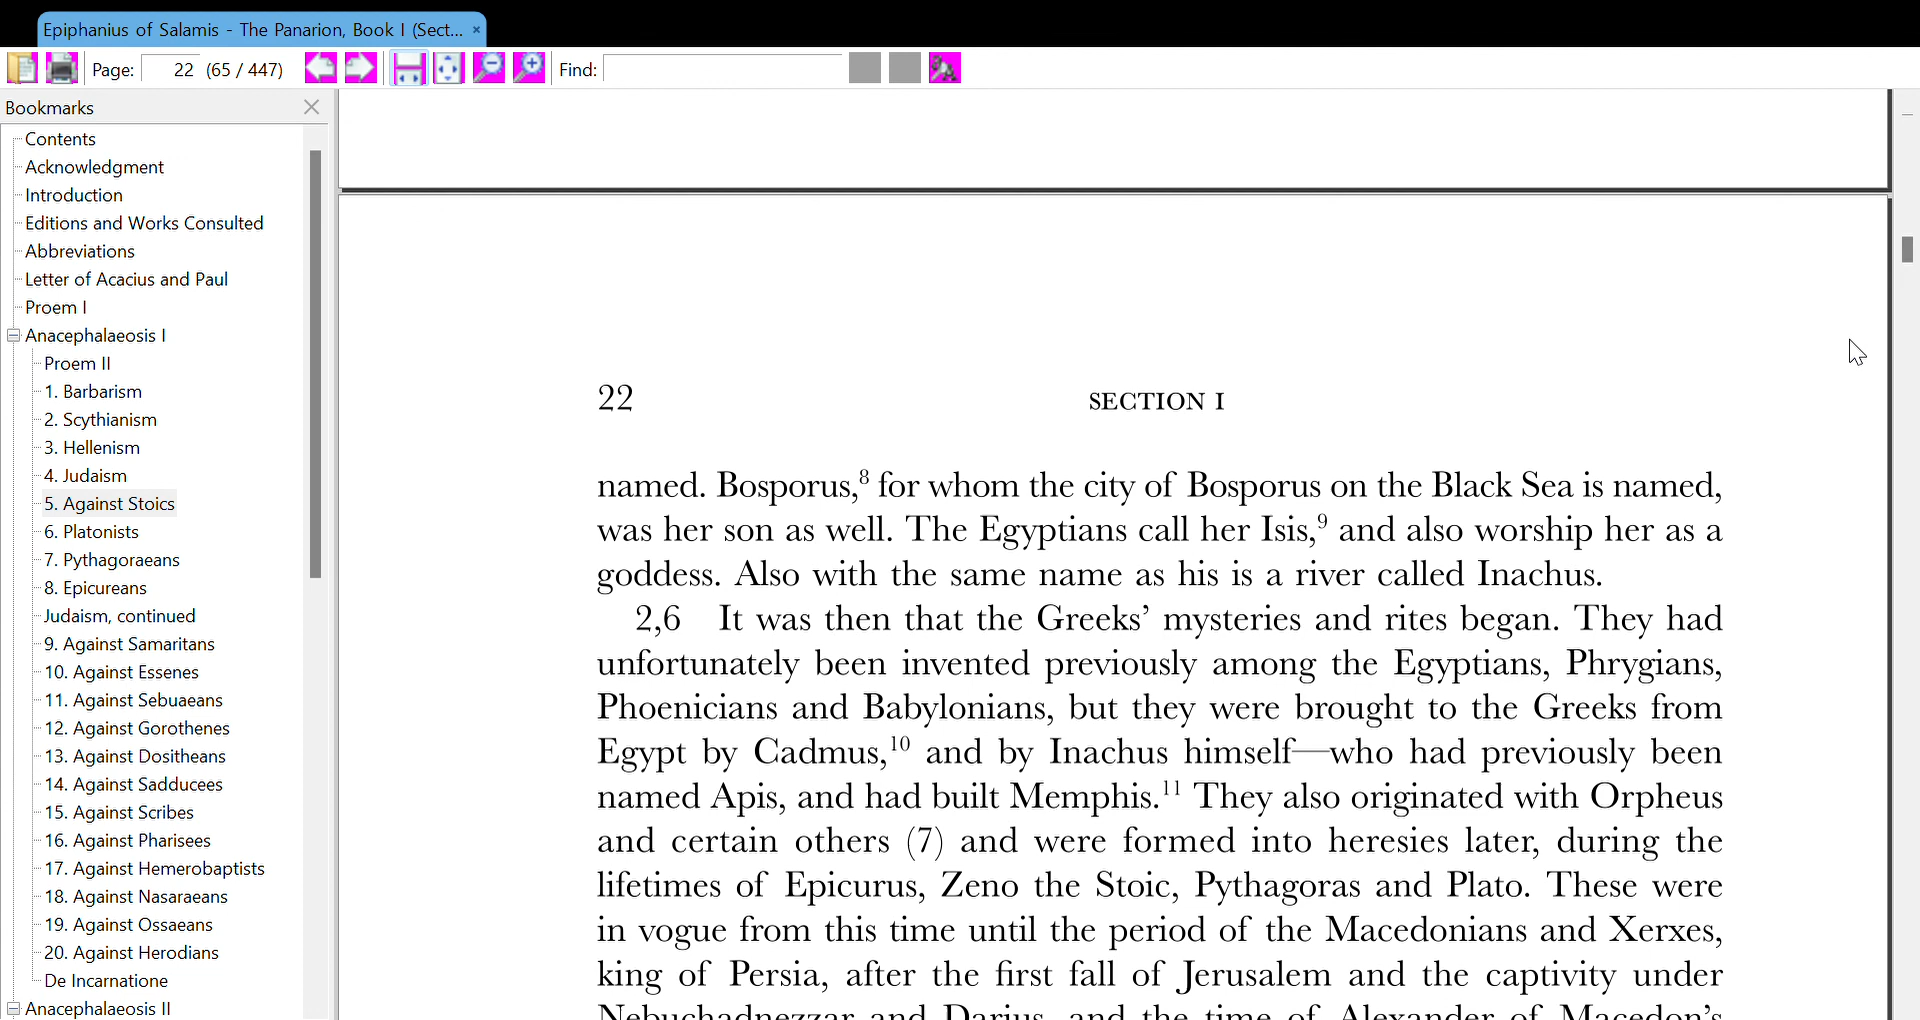 Epiphanius of Salamis - The Panarion, Book I (Sect... ×
Page: 22 (65 / 447) Find:
Bookmarks
Contents
Acknowledgment
Introduction
Editions and Works Consulted
Abbreviations
Letter of Acacius and Paul
Proem I
Anacephalaeosis I
Proem II
1. Barbarism
2. Scythianism
3. Hellenism
4. Judaism
5. Against Stoics
6. Platonists
7. Pythagoraeans
8. Epicureans
Judaism, continued
9. Against Samaritans
10. Against Essenes
11. Against Sebuaeans
12. Against Gorothenes
13. Against Dositheans
14. Against Sadducees
15. Against Scribes
16. Against Pharisees
17. Against Hemerobaptists
18. Against Nasaraeans
19. Against Ossaeans
20. Against Herodians
De Incarnatione
Anacephalaeosis II
22 SECTION I
named. Bosporus,⁸ for whom the city of Bosporus on the Black Sea is named,
was her son as well. The Egyptians call her Isis,⁹ and also worship her as a
goddess. Also with the same name as his is a river called Inachus.
2,6 It was then that the Greeks’ mysteries and rites began. They had
unfortunately been invented previously among the Egyptians, Phrygians,
Phoenicians and Babylonians, but they were brought to the Greeks from
Egypt by Cadmus,¹⁰ and by Inachus himself—who had previously been
named Apis, and had built Memphis.¹¹ They also originated with Orpheus
and certain others (7) and were formed into heresies later, during the
lifetimes of Epicurus, Zeno the Stoic, Pythagoras and Plato. These were
in vogue from this time until the period of the Macedonians and Xerxes,
king of Persia, after the first fall of Jerusalem and the captivity under
Nebuchadnezzar and Darius, and the time of Alexander of Macedon’s